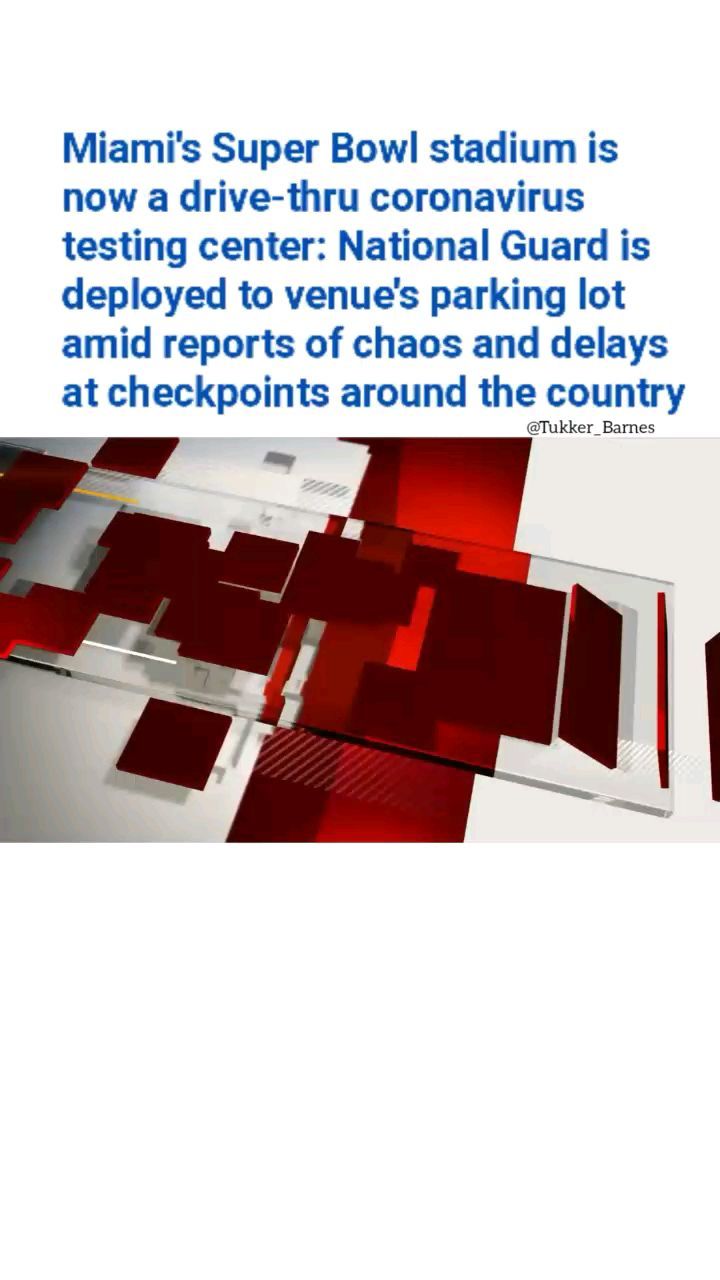 Miami's Super Bowl stadium is
now a drive-thru coronavirus
testing center: National Guard is
deployed to venue's parking lot
amid reports of chaos and delays
at checkpoints around the country
@Tukker_Barnes